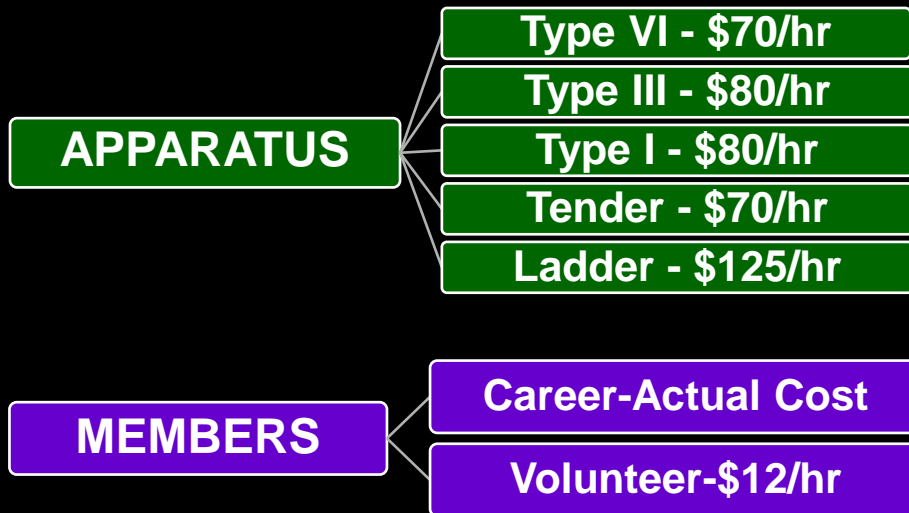 APPARATUS
Type VI - $70/hr
Type III - $80/hr
Type I - $80/hr
Tender - $70/hr
Ladder - $125/hr
MEMBERS
Career-Actual Cost
Volunteer-$12/hr